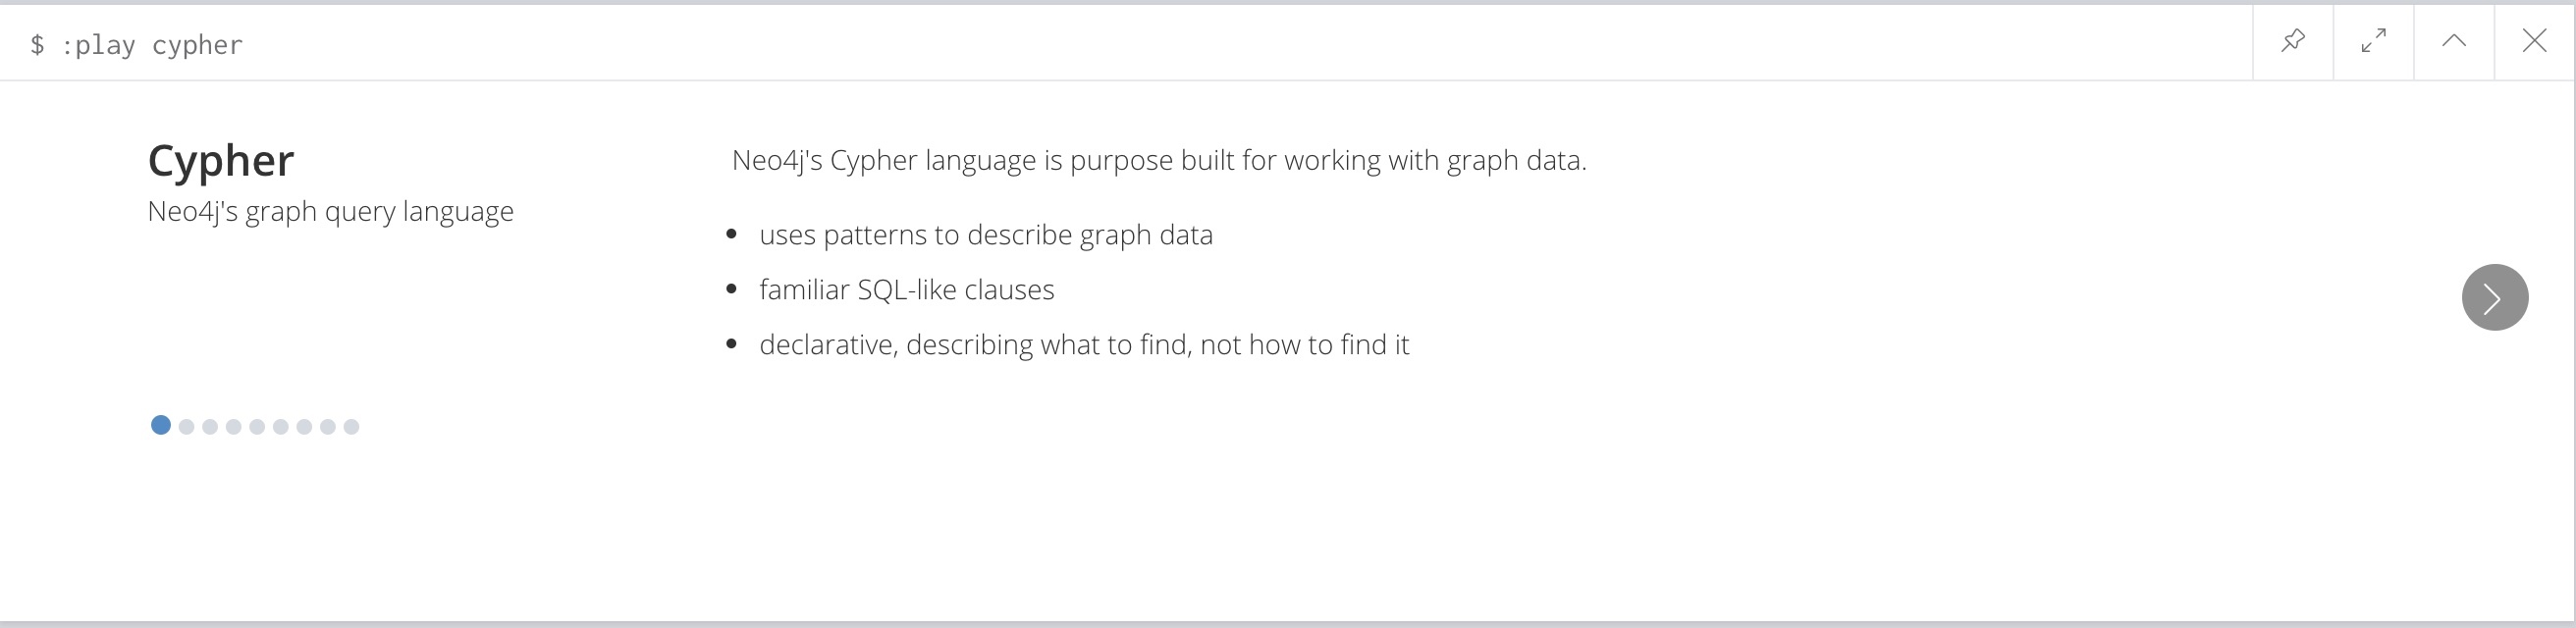 $ :play cypher
Cypher
Neo4j's graph query language
Neo4j's Cypher language is purpose built for working with graph data.
uses patterns to describe graph data
familiar SQL-like clauses
declarative, describing what to find, not how to find it